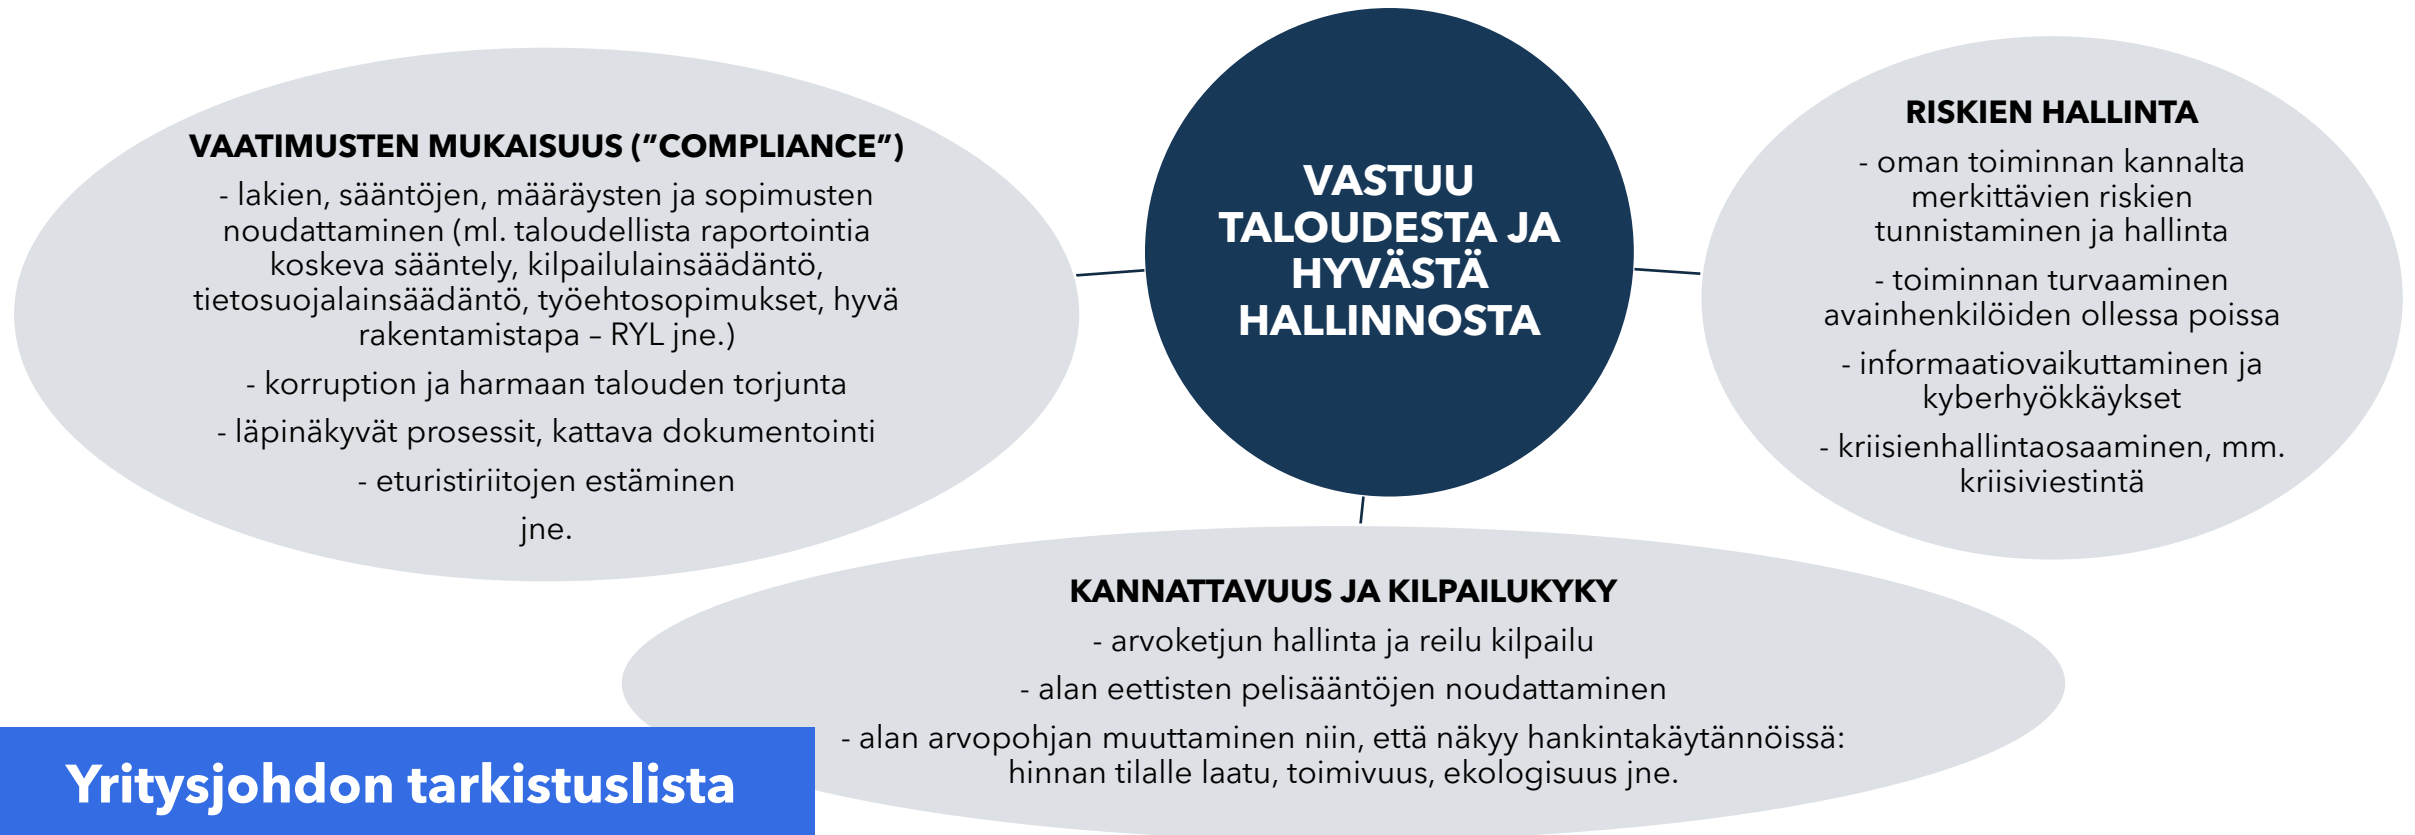 VAATIMUSTEN MUKAISUUS ("COMPLIANCE")
- lakien, sääntöjen, määräysten ja sopimusten
noudattaminen (ml. taloudellista raportointia
koskeva sääntely, kilpailulainsäädäntö,
tietosuojalainsäädäntö, työehtosopimukset, hyvä
rakentamistapa – RYL jne.)
- korruption ja harmaan talouden torjunta
- läpinäkyvät prosessit, kattava dokumentointi
- eturistiriitojen estäminen
jne.
VASTUU
TALOUDESTA JA
HYVÄSTÄ
HALLINNOSTA
RISKIEN HALLINTA
- oman toiminnan kannalta
merkittävien riskien
tunnistaminen ja hallinta
- toiminnan turvaaminen
avainhenkilöiden ollessa poissa
- informaatiovaikuttaminen ja
kyberhyökkäykset
- kriisienhallintaosaaminen, mm.
kriisiviestintä
KANNATTAVUUS JA KILPAILUKYKY
- arvoketjun hallinta ja reilu kilpailu
- alan eettisten pelisääntöjen noudattaminen
- alan arvopohjan muuttaminen niin, että näkyy hankintakäytännöissä:
hinnan tilalle laatu, toimivuus, ekologisuus jne.
Yritysjohdon tarkistuslista